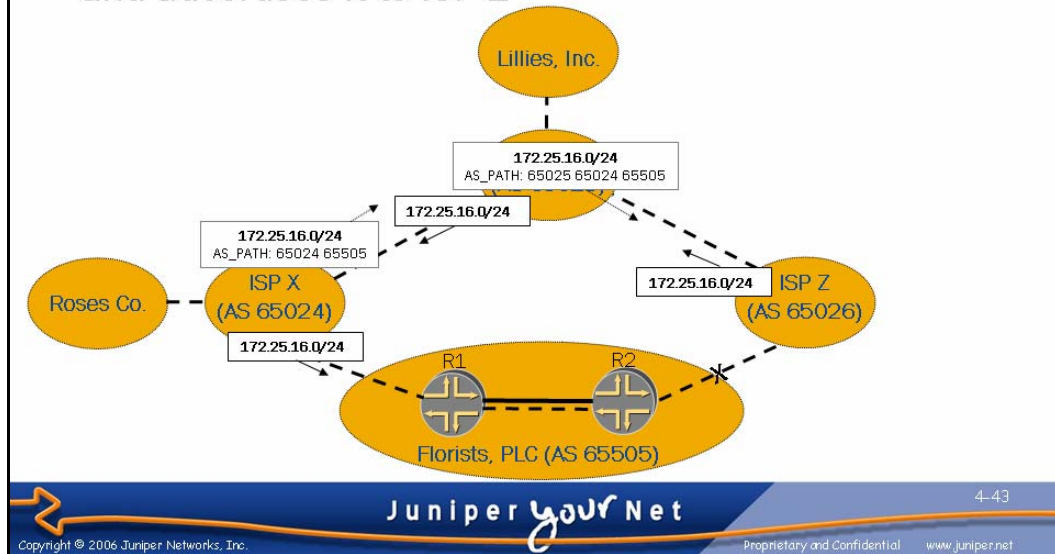 Lillies, Inc.
172.25.16.0/24
AS_PATH: 65025 65024 65505
172.25.16.0/24
172.25.16.0/24
AS_PATH: 65024 65505
ISP X
(AS 65024)
172.25.16.0/24
ISP Z
(AS 65026)
Roses Co.
172.25.16.0/24
R1
R2
Florists, PLC (AS 65505)
Juniper your Net
4-43
Copyright © 2006 Juniper Networks, Inc.
Proprietary and Confidential www.juniper.net